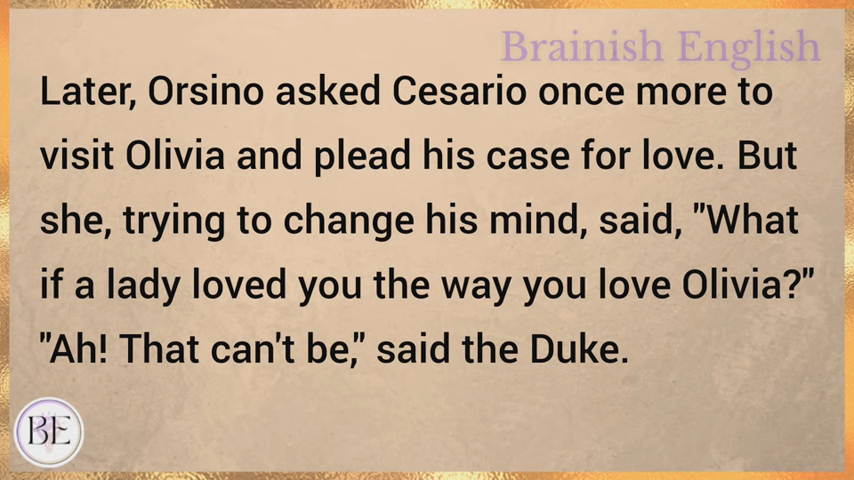 Brainish English
Later, Orsino asked Cesario once more to
visit Olivia and plead his case for love. But
she, trying to change his mind, said, "What
if a lady loved you the way you love Olivia?"
"Ah! That can't be," said the Duke.
BE